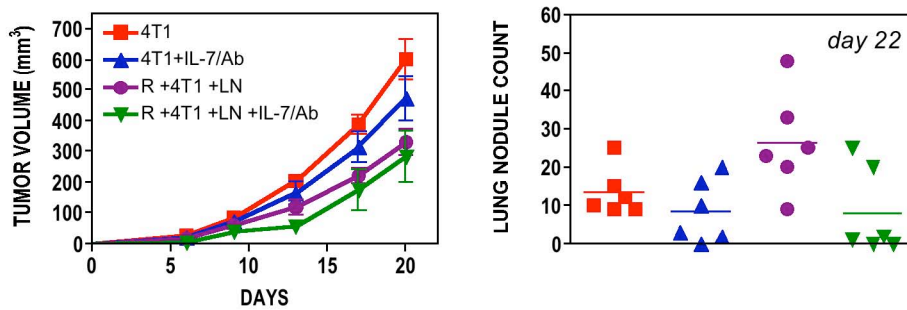 TUMOR VOLUME (mm³)
700
600
500
400
300
200
100
0
4T1
4T1+IL-7/Ab
R +4T1 +LN
R +4T1 +LN +IL-7/Ab
0 5 10 15 20
DAYS
LUNG NODULE COUNT
60
50
40
30
20
10
0
day 22